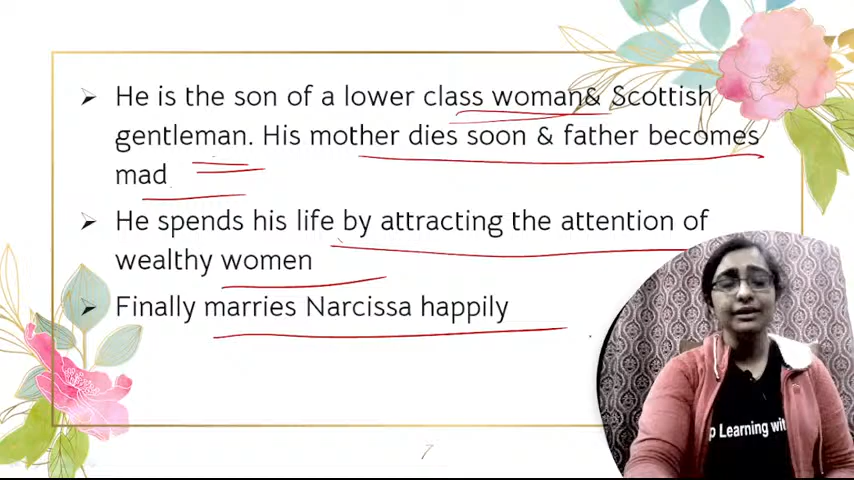 ➢ He is the son of a lower class woman& Scottish
gentleman. His mother dies soon & father becomes
mad
➢ He spends his life by attracting the attention of
wealthy women
➢ Finally marries Narcissa happily
p Learning wit
7